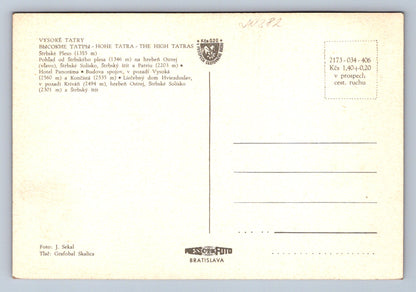 VYSOKÉ TATRY
ВЫСОКИЕ ТАТРЫ - HOHE TATRA - THE HIGH TATRAS
Štrbské Pleso (1355 m)
Pohľad od Štrbského plesa (1346 m) na hrebeň Ostrej
(vľavo), Štrbské Solisko, Štrbský štít a Patriu (2203 m) •
Hotel Panoráma • Budova spojov, v pozadí Vysoká
(2560 m) a Končistá (2535 m) • Liečebný dom Hviezdoslav,
v pozadí Kriváň (2494 m), hrebeň Ostrej, Štrbské Solisko
(2301 m) a Štrbský štít
Kčs 0,20
2173 - 034 - 406
Kčs 1,40+0,20
v prospech
cest. ruchu
Foto: J. Sekal
Tlač: Grafobal Skalica
PRESSFOTO
BRATISLAVA